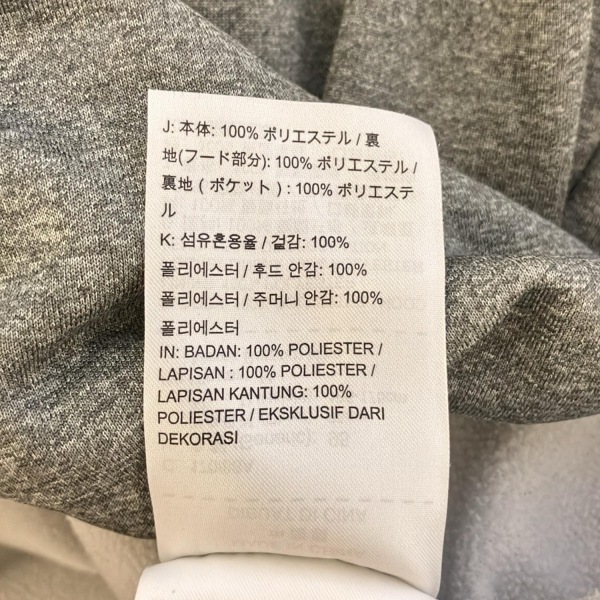 J: 本体: 100% ポリエステル / 裏
地(フード部分): 100% ポリエステル /
裏地 ( ポケット ) : 100% ポリエステ
ル
K: 섬유혼용율 / 겉감: 100%
폴리에스터 / 후드 안감: 100%
폴리에스터 / 주머니 안감: 100%
폴리에스터
IN: BADAN: 100% POLIESTER /
LAPISAN : 100% POLIESTER /
LAPISAN KANTUNG: 100%
POLIESTER / EKSKLUSIF DARI
DEKORASI